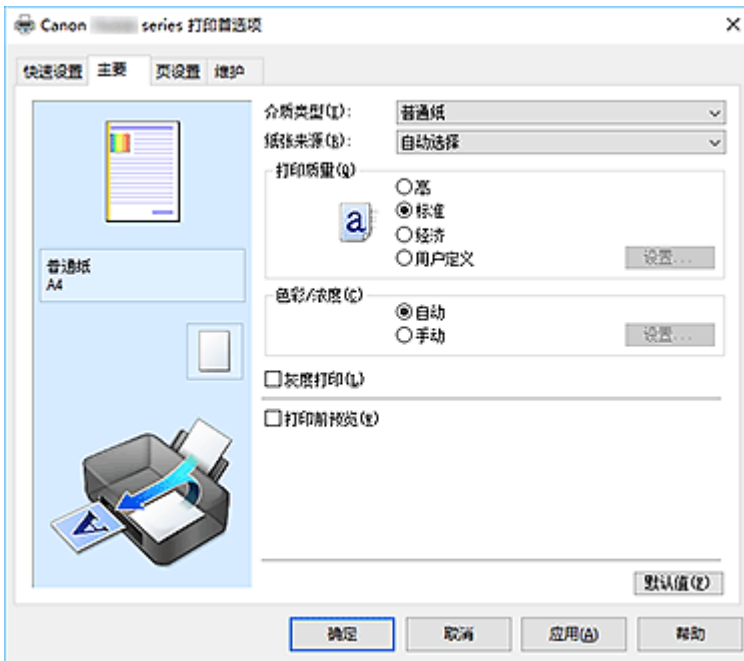 Canon series 打印首选项
快速设置 主要 页设置 维护
介质类型(T): 普通纸
纸张来源(B): 自动选择
打印质量(Q)
高
标准
经济
用户定义 设置...
普通纸
A4
色彩/浓度(C)
自动
手动 设置...
灰度打印(L)
打印前预览(E)
默认值(Z)
确定 取消 应用(A) 帮助